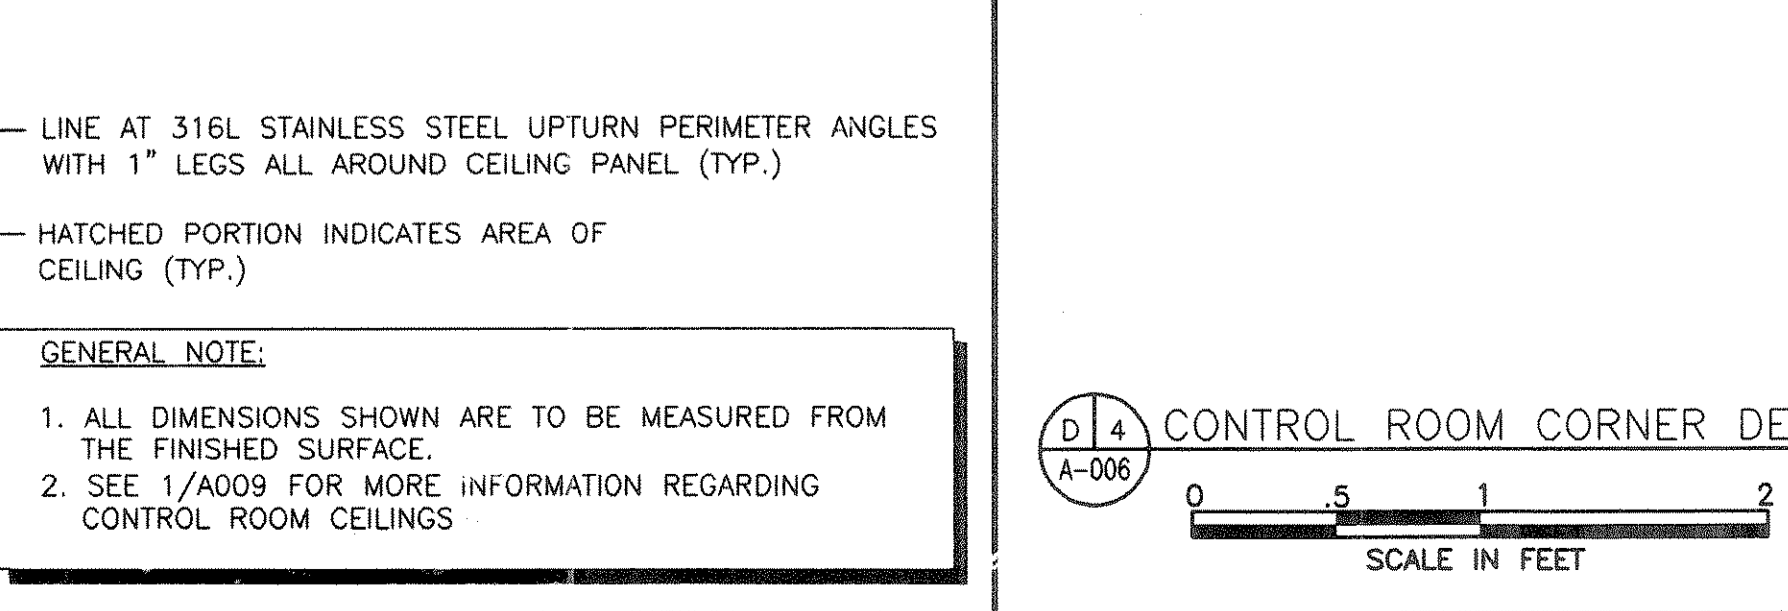 LINE AT 316L STAINLESS STEEL UPTURN PERIMETER ANGLES
WITH 1" LEGS ALL AROUND CEILING PANEL (TYP.)
HATCHED PORTION INDICATES AREA OF
CEILING (TYP.)
GENERAL NOTE:
1. ALL DIMENSIONS SHOWN ARE TO BE MEASURED FROM
THE FINISHED SURFACE.
2. SEE 1/A009 FOR MORE INFORMATION REGARDING
CONTROL ROOM CEILINGS
D 4
A-006
CONTROL ROOM CORNER DE
0 .5 1 2
SCALE IN FEET